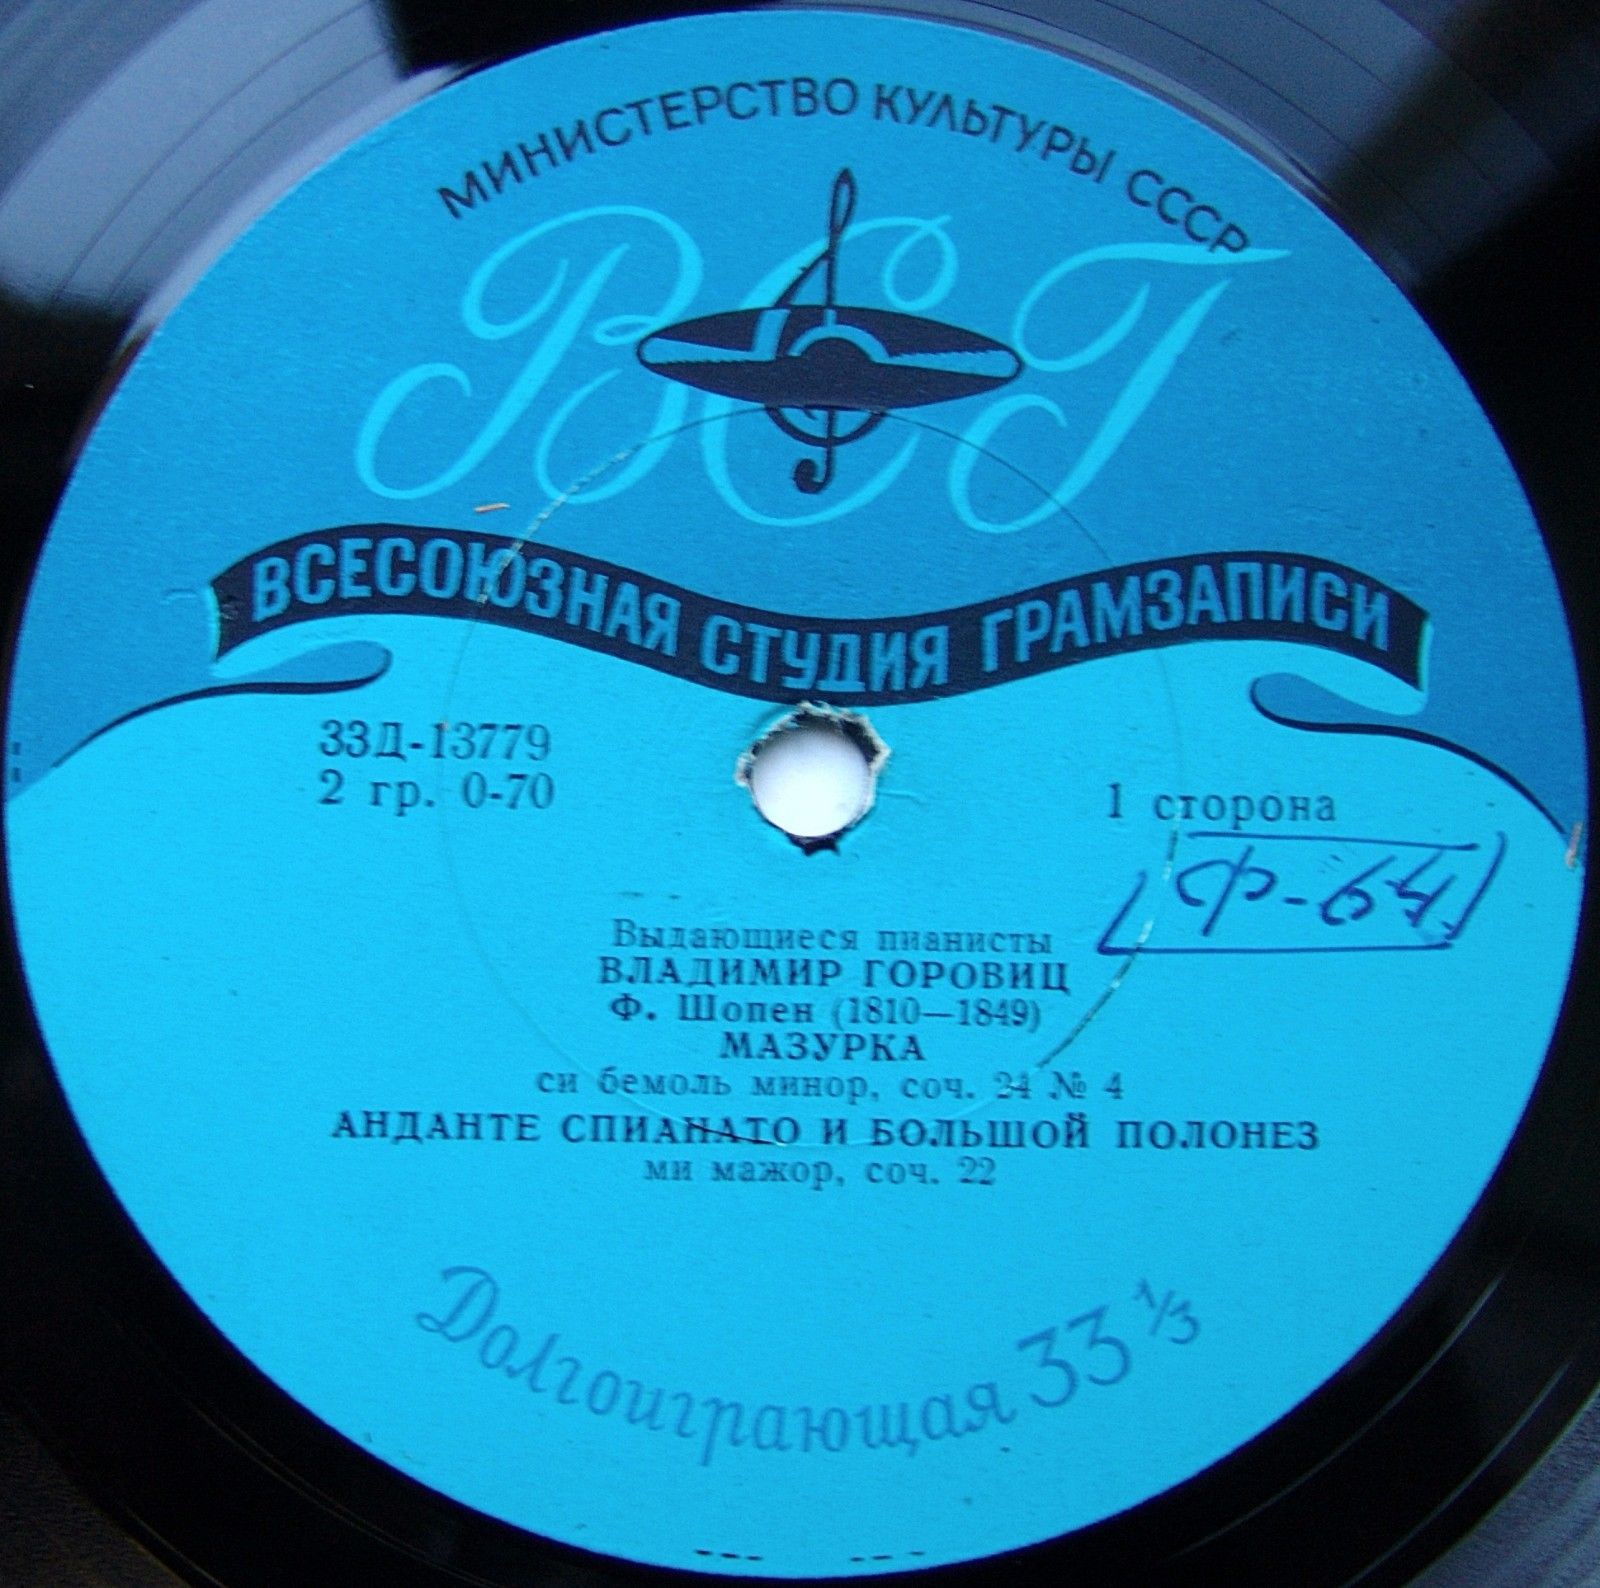 МИНИСТЕРСТВО КУЛЬТУРЫ СССР
ВСГ
ВСЕСОЮЗНАЯ СТУДИЯ ГРАМЗАПИСИ
33Д-13779
2 гр. 0-70
1 сторона
Ф-64
Выдающиеся пианисты
ВЛАДИМИР ГОРОВИЦ
Ф. Шопен (1810—1849)
МАЗУРКА
си бемоль минор, соч. 24 № 4
АНДАНТЕ СПИАНАТО И БОЛЬШОЙ ПОЛОНЕЗ
ми мажор, соч. 22
Долгоиграющая 33 1/3